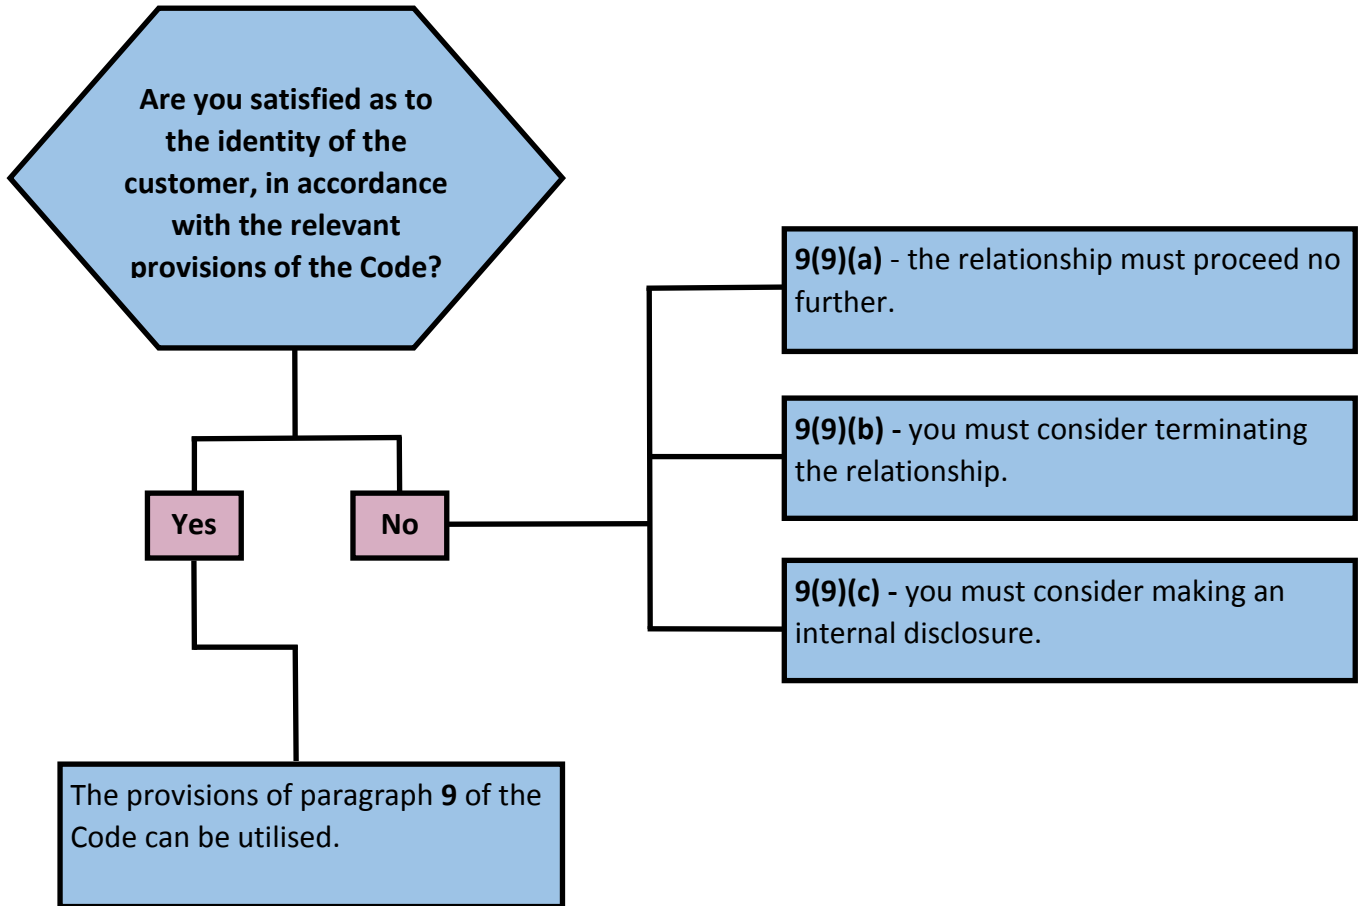 Are you satisfied as to
the identity of the
customer, in accordance
with the relevant
provisions of the Code?
Yes
No
9(9)(a) - the relationship must proceed no
further.
9(9)(b) - you must consider terminating
the relationship.
9(9)(c) - you must consider making an
internal disclosure.
The provisions of paragraph 9 of the
Code can be utilised.